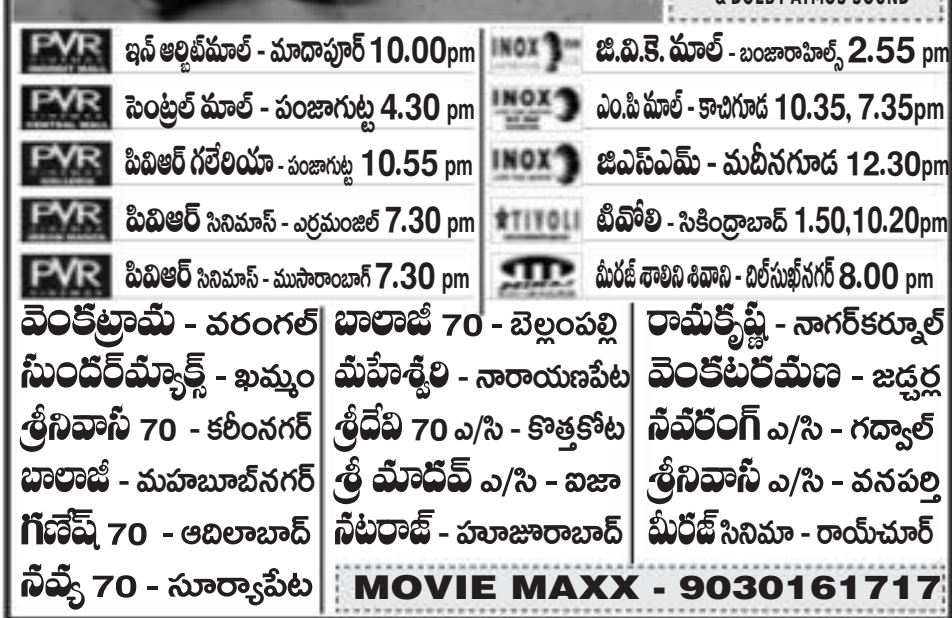 PVR ఇన్ ఆర్బిట్‌మాల్ - మాదాపూర్ 10.00pm
PVR సెంట్రల్ మాల్ - పంజాగుట్ట 4.30 pm
PVR పివిఆర్ గలేరియా - పంజాగుట్ట 10.55 pm
PVR పివిఆర్ సినిమాస్ - ఎర్రమంజిల్ 7.30 pm
PVR పివిఆర్ సినిమాస్ - ముసారాంబాగ్ 7.30 pm
INOX జి.వి.కె. మాల్ - బంజారాహిల్స్ 2.55 pm
INOX ఎం.పి మాల్ - కాచిగూడ 10.35, 7.35pm
INOX జిఎస్ఎమ్ - మదీనగూడ 12.30pm
TIVOLI టివోలి - సికింద్రాబాద్ 1.50,10.20pm
మీరజ్ శాలిని శివాని - దిల్‌సుఖ్‌నగర్ 8.00 pm
వెంకట్రామ - వరంగల్
సుందర్‌మ్యాక్స్ - ఖమ్మం
శ్రీనివాస 70 - కరీంనగర్
బాలాజీ - మహబూబ్‌నగర్
గణేష్ 70 - ఆదిలాబాద్
నవ్య 70 - సూర్యాపేట
బాలాజీ 70 - బెల్లంపల్లి
మహేశ్వరి - నారాయణపేట
శ్రీదేవి 70 ఎ/సి - కొత్తకోట
శ్రీ మాదవ్ ఎ/సి - ఐజా
నటరాజ్ - హూజూరాబాద్
రామకృష్ణ - నాగర్‌కర్నూల్
వెంకటరమణ - జడ్చర్ల
నవరంగ్ ఎ/సి - గద్వాల్
శ్రీనివాస ఎ/సి - వనపర్తి
మీరజ్ సినిమా - రాయ్‌చూర్
MOVIE MAXX - 9030161717